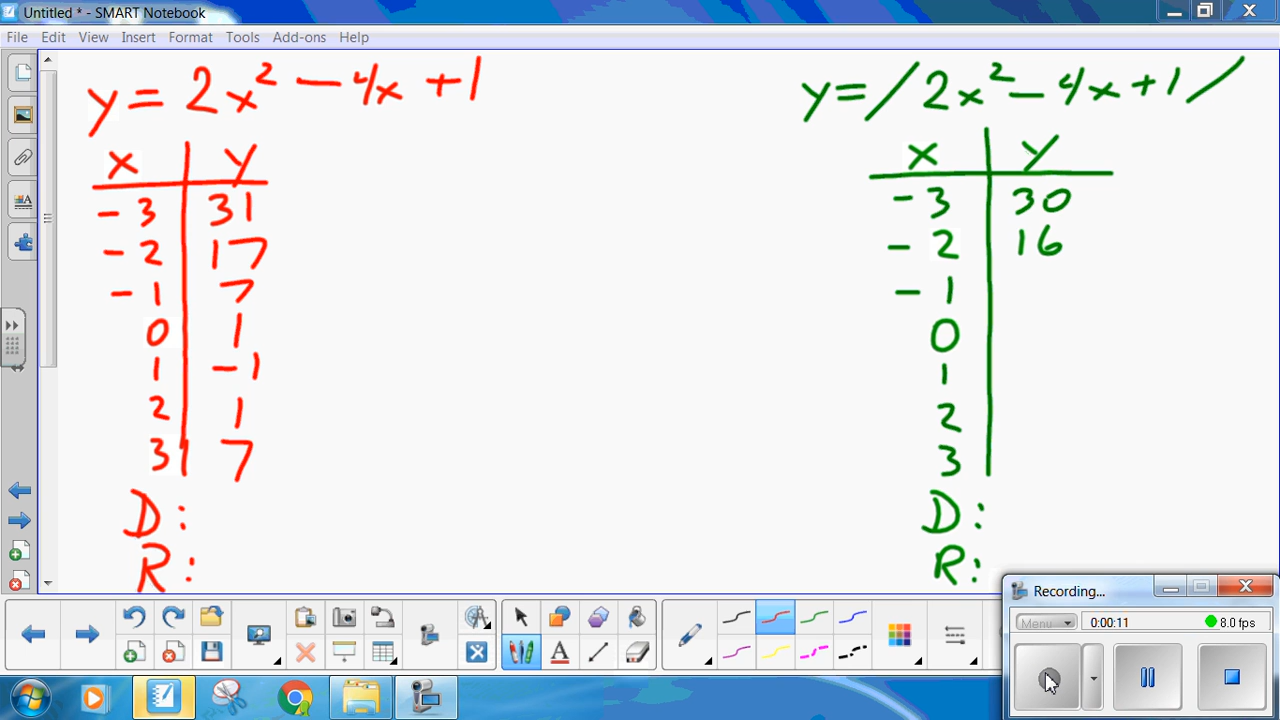 Untitled * - SMART Notebook
File Edit View Insert Format Tools Add-ons Help
y = 2x² - 4x + 1
x y
-3 31
-2 17
-1 7
0 1
1 -1
2 1
3 7
D:
R:
y = /2x² - 4x + 1/
x y
-3 30
-2 16
-1
0
1
2
3
D:
R:
Recording...
Menu 0:00:11 8.0 fps